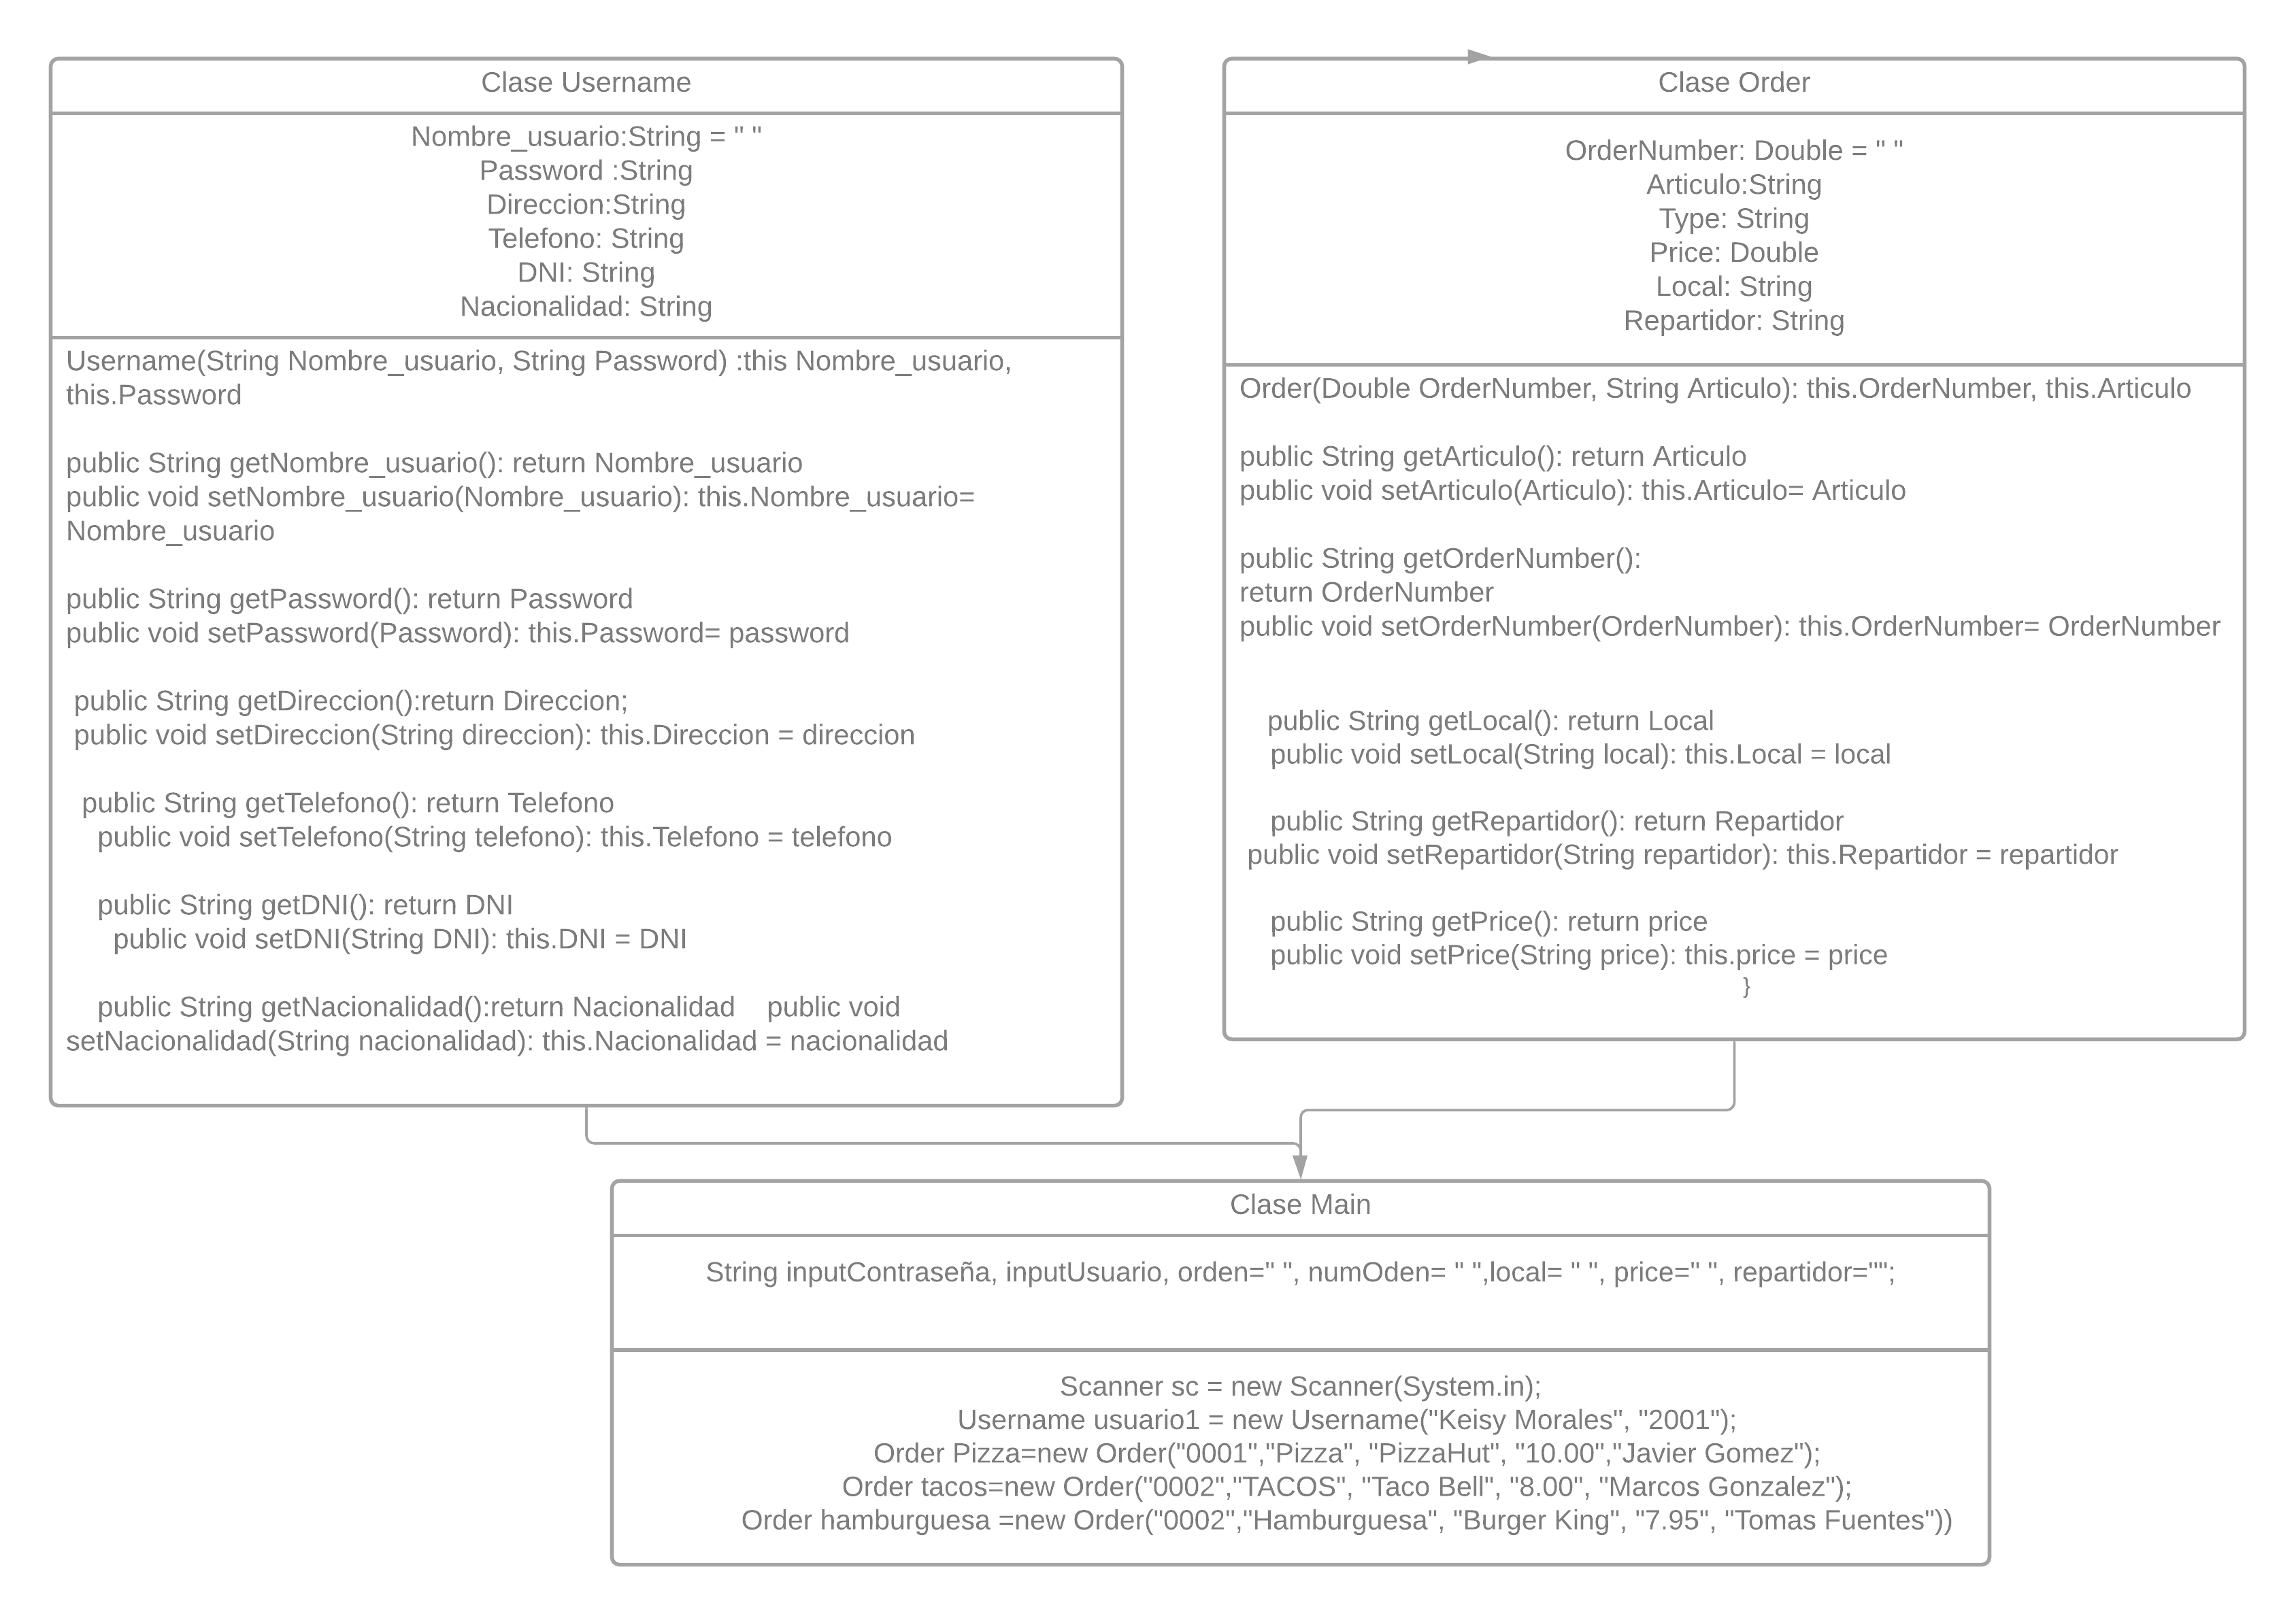 Clase Username
Nombre_usuario:String = " "
Password :String
Direccion:String
Telefono: String
DNI: String
Nacionalidad: String
Username(String Nombre_usuario, String Password) :this Nombre_usuario,
this.Password
public String getNombre_usuario(): return Nombre_usuario
public void setNombre_usuario(Nombre_usuario): this.Nombre_usuario=
Nombre_usuario
public String getPassword(): return Password
public void setPassword(Password): this.Password= password
public String getDireccion():return Direccion;
public void setDireccion(String direccion): this.Direccion = direccion
public String getTelefono(): return Telefono
public void setTelefono(String telefono): this.Telefono = telefono
public String getDNI(): return DNI
public void setDNI(String DNI): this.DNI = DNI
public String getNacionalidad():return Nacionalidad    public void
setNacionalidad(String nacionalidad): this.Nacionalidad = nacionalidad
Clase Order
OrderNumber: Double = " "
Articulo:String
Type: String
Price: Double
Local: String
Repartidor: String
Order(Double OrderNumber, String Articulo): this.OrderNumber, this.Articulo
public String getArticulo(): return Articulo
public void setArticulo(Articulo): this.Articulo= Articulo
public String getOrderNumber():
return OrderNumber
public void setOrderNumber(OrderNumber): this.OrderNumber= OrderNumber
public String getLocal(): return Local
public void setLocal(String local): this.Local = local
public String getRepartidor(): return Repartidor
public void setRepartidor(String repartidor): this.Repartidor = repartidor
public String getPrice(): return price
public void setPrice(String price): this.price = price
}
Clase Main
String inputContraseña, inputUsuario, orden=" ", numOden= " ",local= " ", price=" ", repartidor="";
Scanner sc = new Scanner(System.in);
Username usuario1 = new Username("Keisy Morales", "2001");
Order Pizza=new Order("0001","Pizza", "PizzaHut", "10.00","Javier Gomez");
Order tacos=new Order("0002","TACOS", "Taco Bell", "8.00", "Marcos Gonzalez");
Order hamburguesa =new Order("0002","Hamburguesa", "Burger King", "7.95", "Tomas Fuentes"))